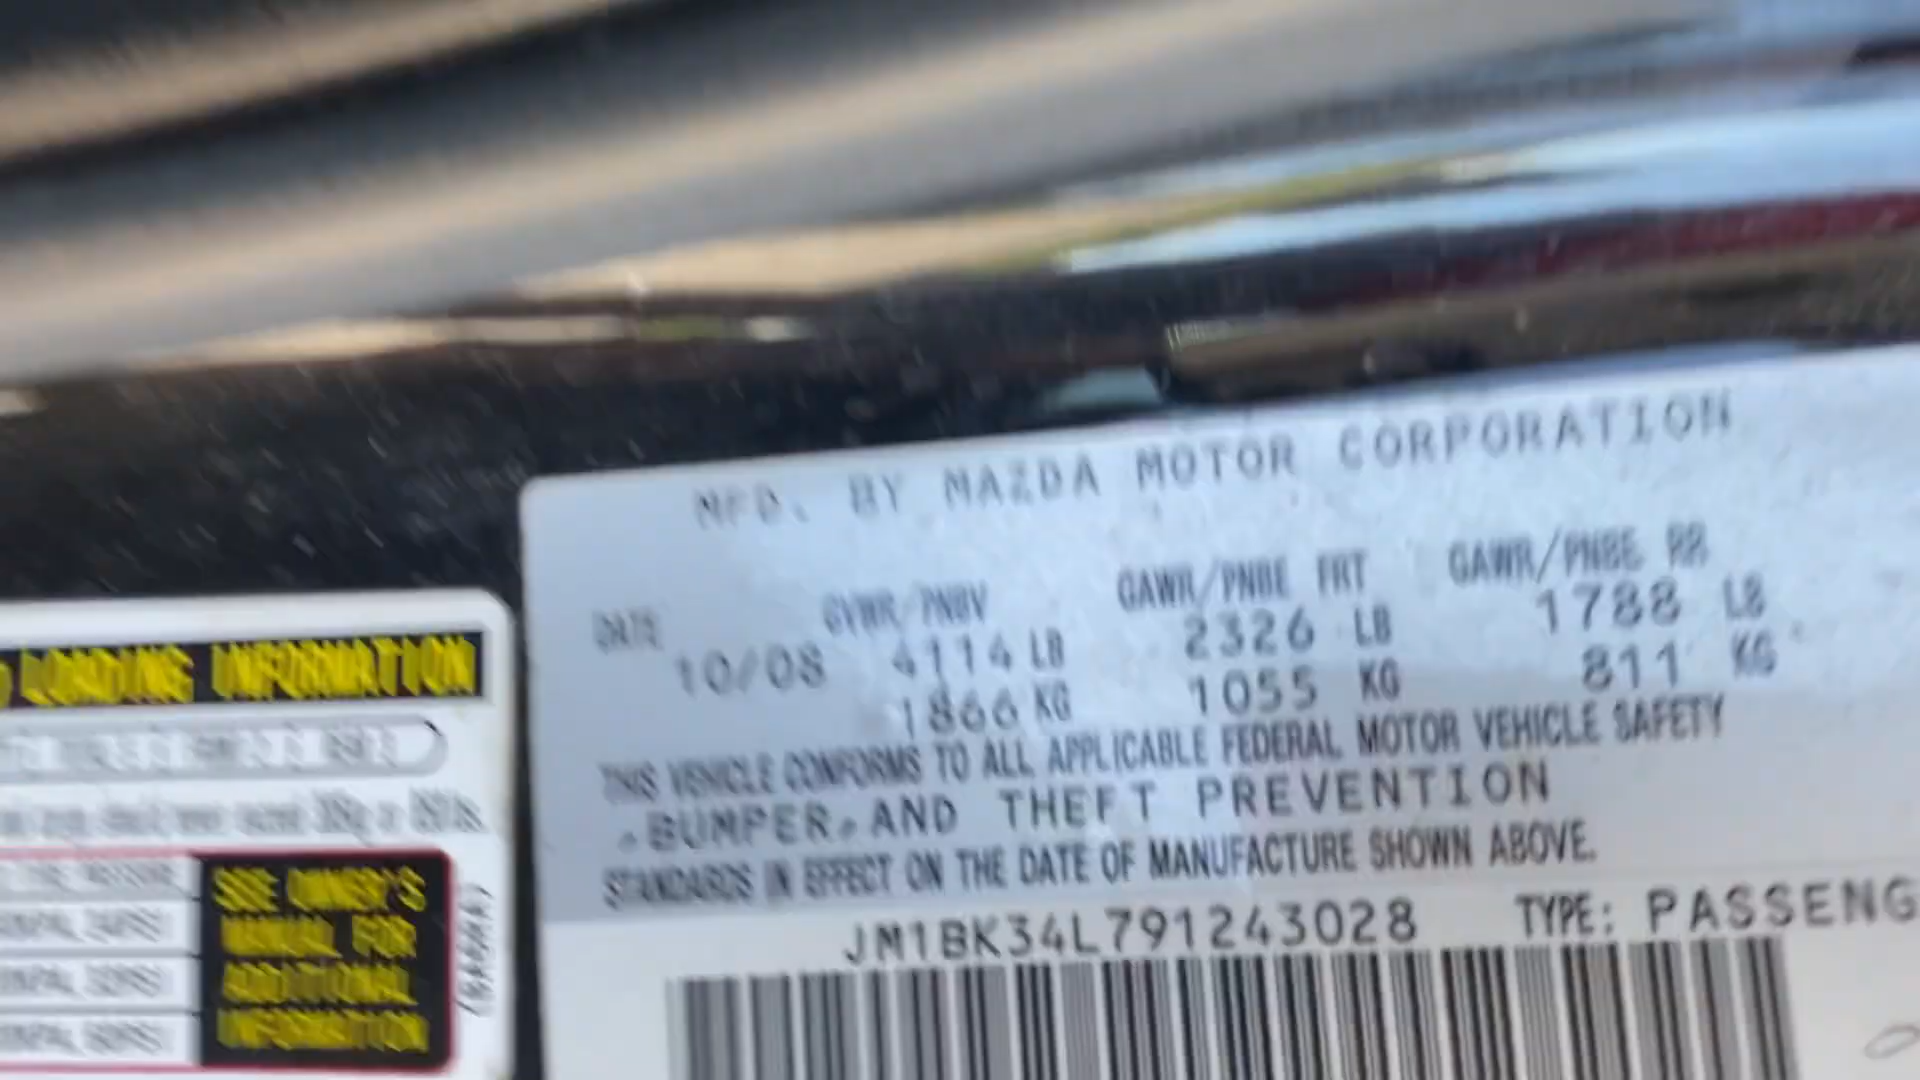 MFD. BY MAZDA MOTOR CORPORATION
DATE GVWR/PNBV GAWR/PNBE FRT GAWR/PNBE RR
10/08 4114 LB 2326 LB 1788 LB
1866 KG 1055 KG 811 KG
THIS VEHICLE CONFORMS TO ALL APPLICABLE FEDERAL MOTOR VEHICLE SAFETY
,BUMPER, AND THEFT PREVENTION
STANDARDS IN EFFECT ON THE DATE OF MANUFACTURE SHOWN ABOVE.
JM1BK34L791243028 TYPE: PASSENG
LOADING INFORMATION
SEE OWNER'S
MANUAL FOR
ADDITIONAL
INFORMATION